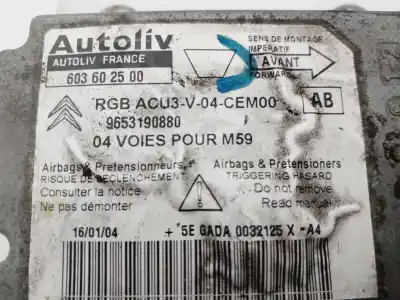 Autoliv
SENS DE MONTAGE
IMPERATIF
AUTOLIV FRANCE
AVANT
FORWARD
603 60 25 00
RGB ACU3-V-04-CEM00
AB
9653190880
04 VOIES POUR M59
Airbags & Pretensionneurs
Airbags & Pretensioners
RISQUE DE DECLENCHEMENT
TRIGGERING HASARD
Consulter la notice
Do not remove
Ne pas démonter
Read manual
16/01/04
+*5E GADA 0032125 X -A4